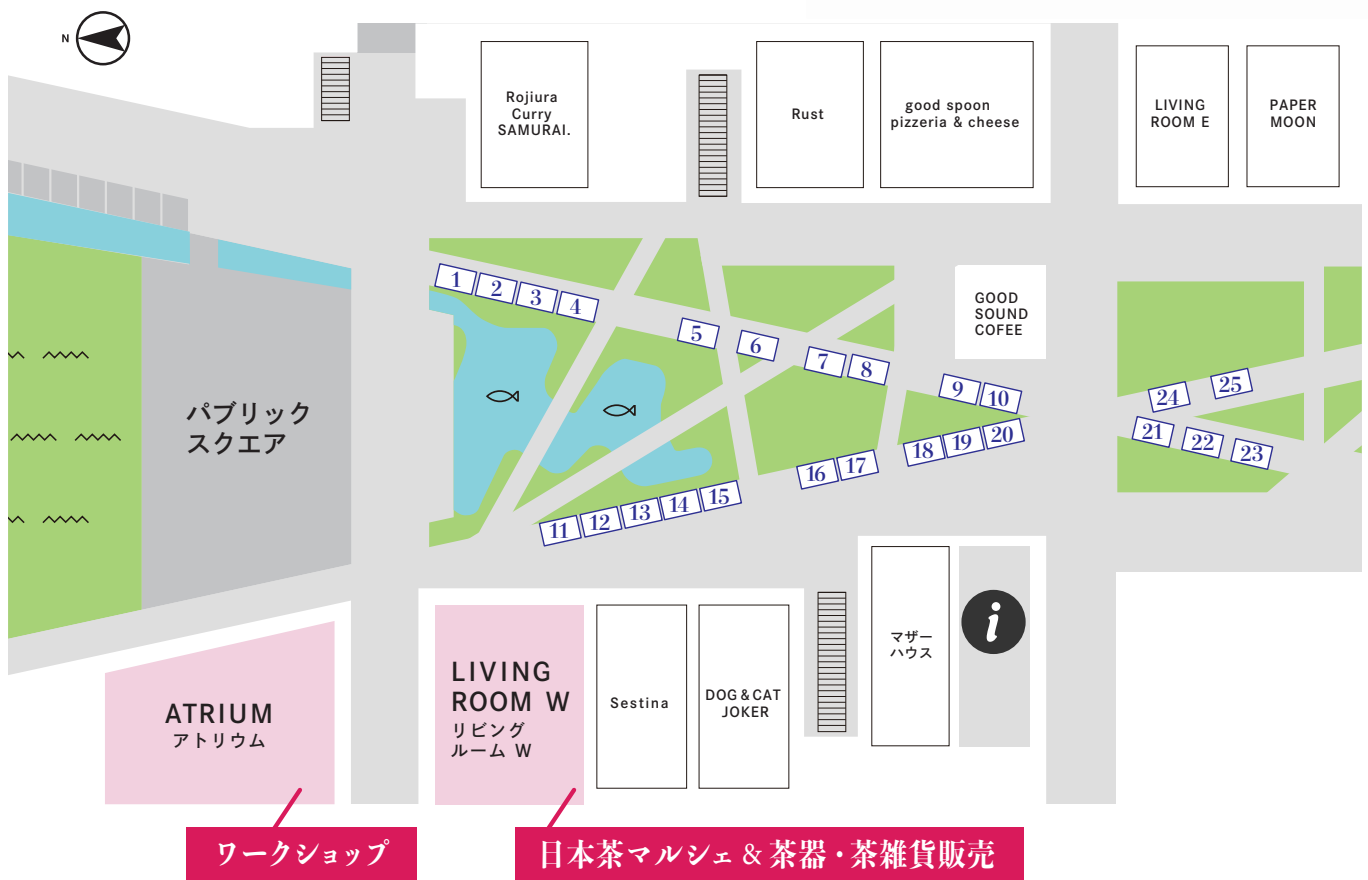 N
Rojiura
Curry
SAMURAI.
Rust
good spoon
pizzeria & cheese
LIVING
ROOM E
PAPER
MOON
1
2
3
4
5
6
7
8
GOOD
SOUND
COFEE
9
10
24
25
21
22
23
パブリック
スクエア
11
12
13
14
15
16
17
18
19
20
ATRIUM
アトリウム
LIVING
ROOM W
リビング
ルーム W
Sestina
DOG&CAT
JOKER
マザー
ハウス
i
ワークショップ
日本茶マルシェ & 茶器・茶雑貨販売